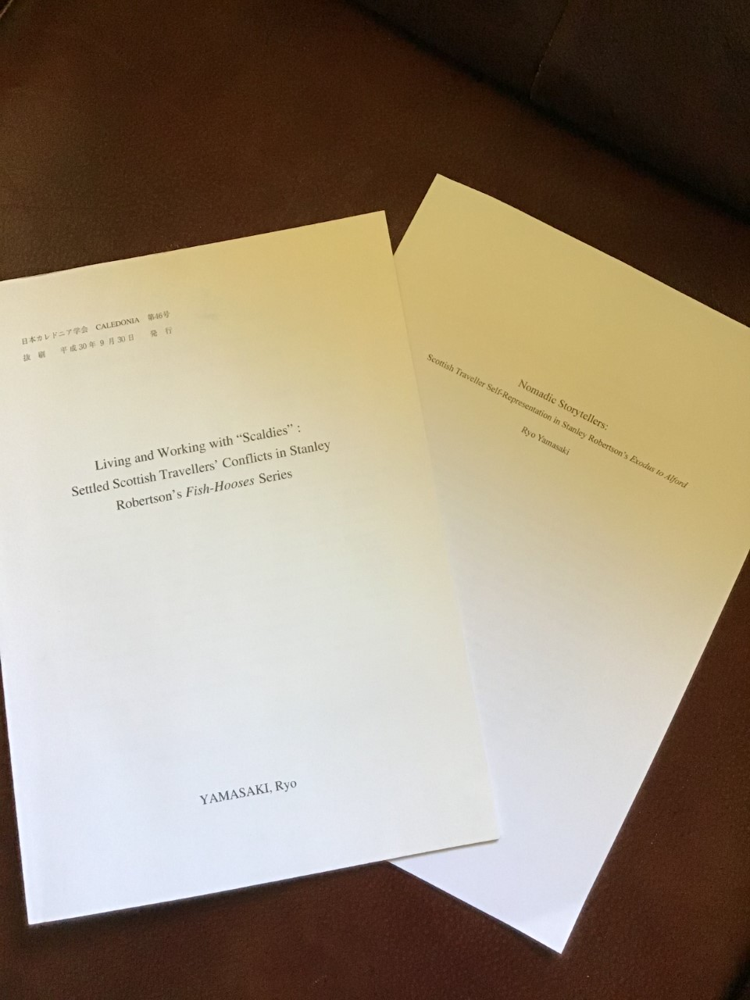 日本カレドニア学会 CALEDONIA 第46号
抜刷 平成30年9月30日 発行
Living and Working with “Scaldies” :
Settled Scottish Travellers’ Conflicts in Stanley
Robertson’s Fish-Hooses Series
YAMASAKI, Ryo
Nomadic Storytellers:
Scottish Traveller Self-Representation in Stanley Robertson’s Exodus to Alford
Ryo Yamasaki